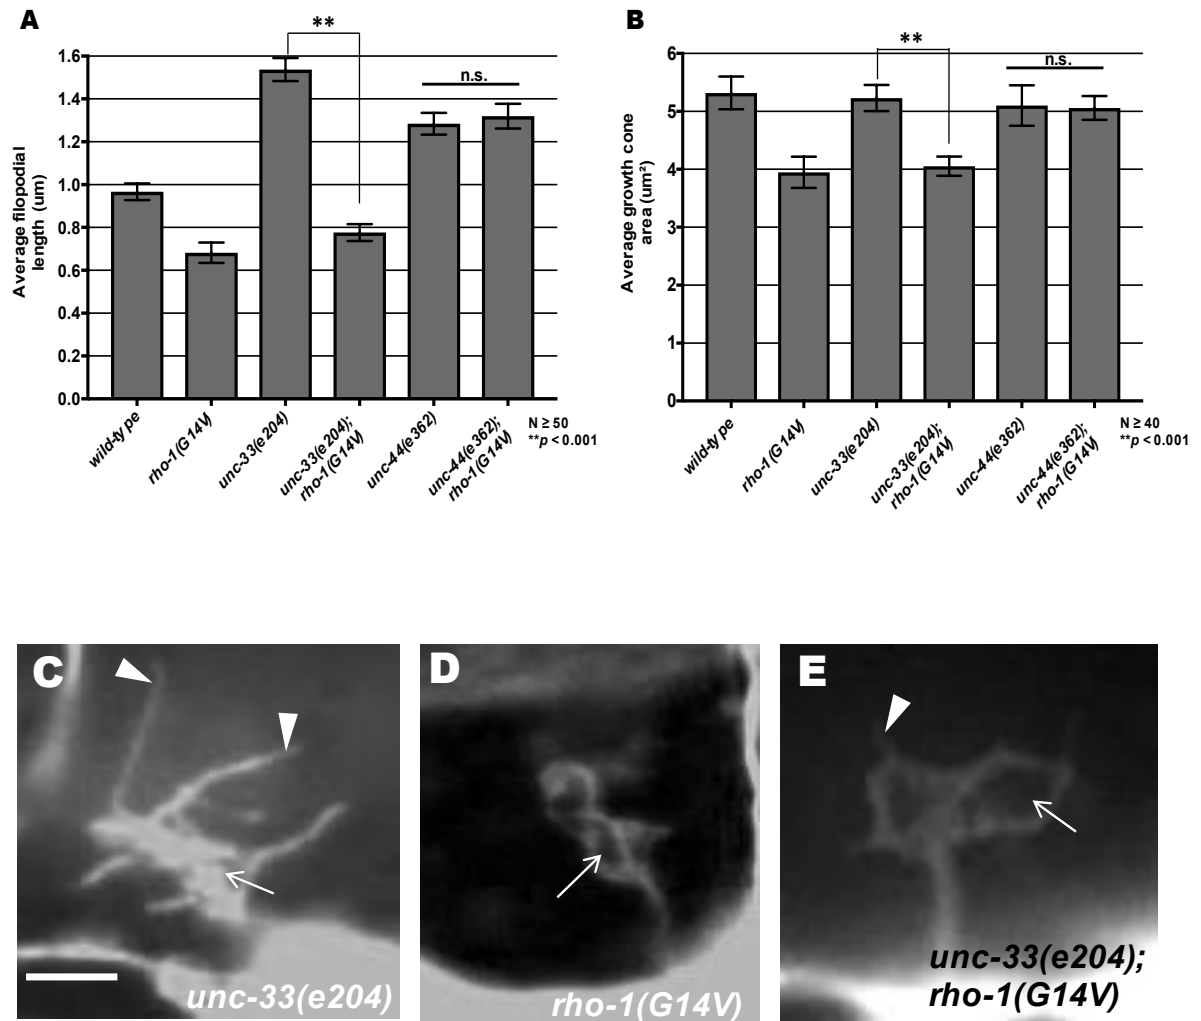 A
**
1.6
1.4
1.2
1.0
0.8
0.6
0.4
0.2
0.0
Average filopodial
length (um)
n.s.
wild-type
rho-1(G14V)
unc-33(e204)
unc-33(e204);
rho-1(G14V)
unc-44(e362)
unc-44(e362);
rho-1(G14V)
N ≥ 50
**p < 0.001
B
**
6
5
4
3
2
1
0
Average growth cone
area (um²)
n.s.
wild-type
rho-1(G14V)
unc-33(e204)
unc-33(e204);
rho-1(G14V)
unc-44(e362)
unc-44(e362);
rho-1(G14V)
N ≥ 40
**p < 0.001
C
unc-33(e204)
D
rho-1(G14V)
E
unc-33(e204);
rho-1(G14V)